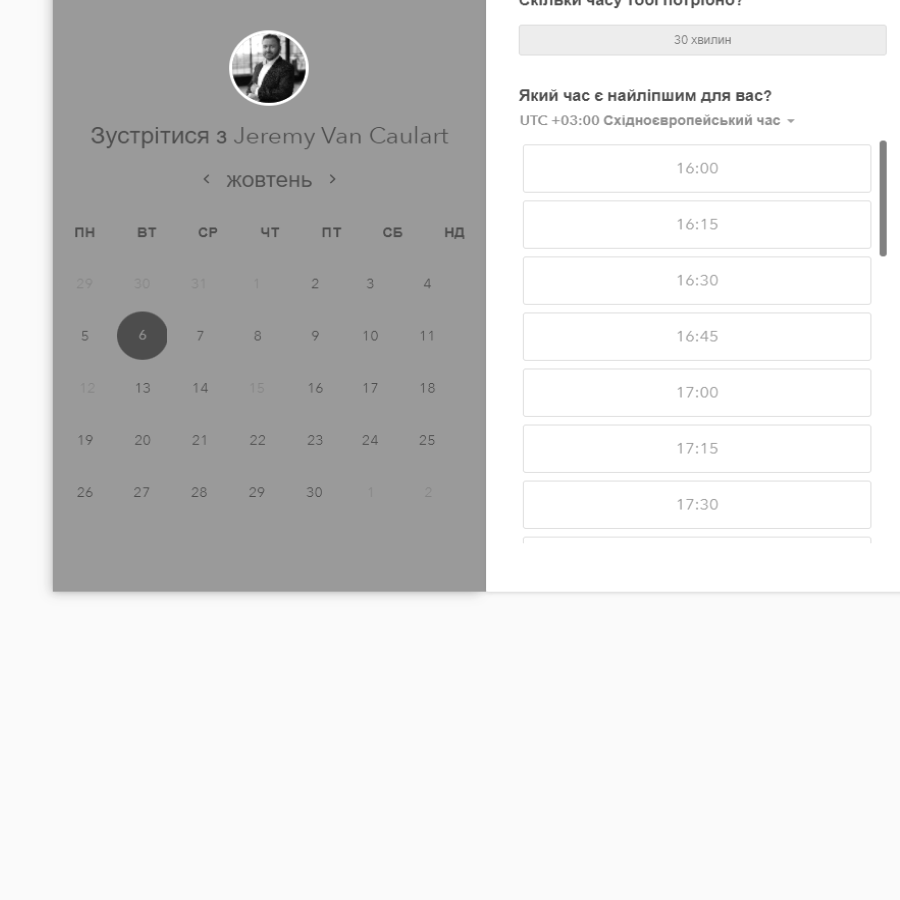 Скільки часу тобі потрібно?
30 хвилин
Який час є найліпшим для вас?
UTC +03:00 Східноєвропейський час
16:00
16:15
16:30
16:45
17:00
17:15
17:30
Зустрітися з Jeremy Van Caulart
жовтень
ПН ВТ СР ЧТ ПТ СБ НД
29 30 31 1 2 3 4
5 6 7 8 9 10 11
12 13 14 15 16 17 18
19 20 21 22 23 24 25
26 27 28 29 30 1 2